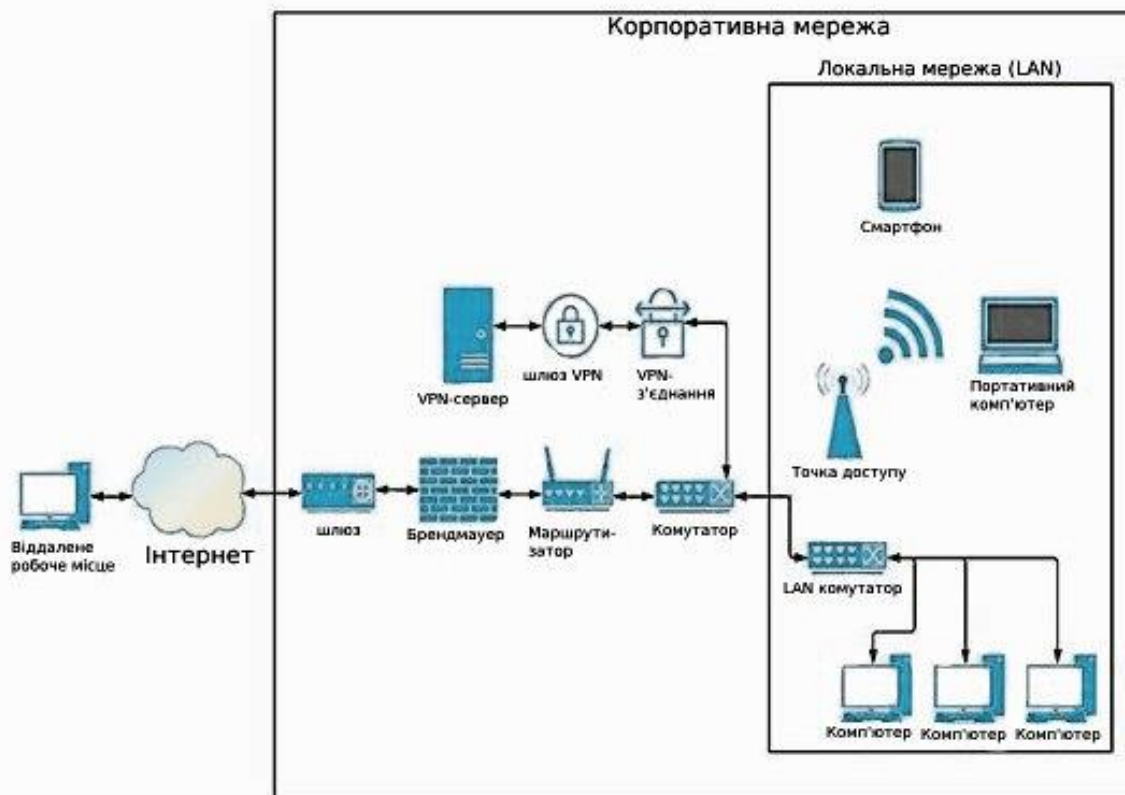 Корпоративна мережа
Локальна мережа (LAN)
Смартфон
VPN-сервер
шлюз VPN
VPN-
з'єднання
Портативний
комп'ютер
Точка доступу
Віддалене
робоче місце
Інтернет
шлюз
Брендмауер
Маршрути-
затор
Комутатор
LAN комутатор
Комп'ютер
Комп'ютер
Комп'ютер